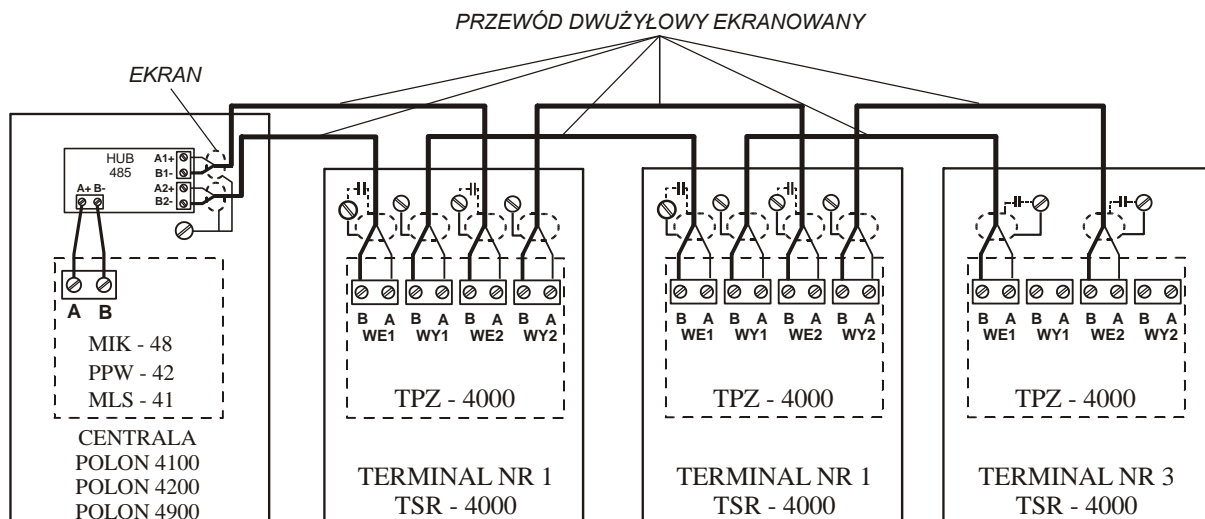 PRZEWÓD DWUŻYŁOWY EKRANOWANY
EKRAN
HUB
485
A1+
B1-
A2+
B2-
A+ B-
A B
MIK - 48
PPW - 42
MLS - 41
CENTRALA
POLON 4100
POLON 4200
POLON 4900
B A B A B A B A
WE1 WY1 WE2 WY2
TPZ - 4000
TERMINAL NR 1
TSR - 4000
B A B A B A B A
WE1 WY1 WE2 WY2
TPZ - 4000
TERMINAL NR 1
TSR - 4000
B A B A B A B A
WE1 WY1 WE2 WY2
TPZ - 4000
TERMINAL NR 3
TSR - 4000